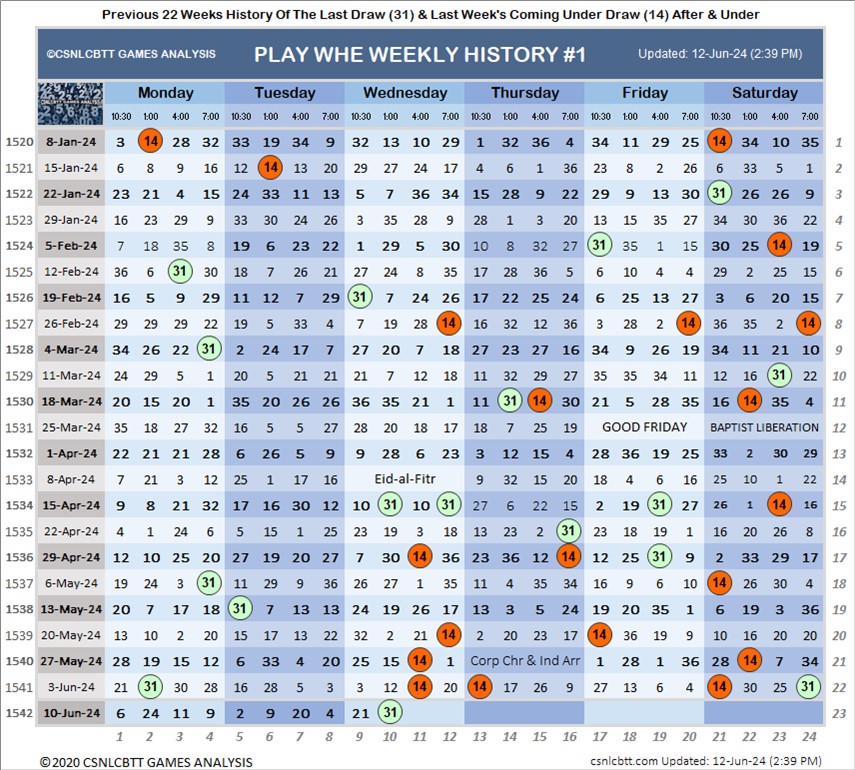 Previous 22 Weeks History Of The Last Draw (31) & Last Week's Coming Under Draw (14) After & Under
©CSNLCBTT GAMES ANALYSIS PLAY WHE WEEKLY HISTORY #1 Updated: 12-Jun-24 (2:39 PM)
CSNLCBTT GAMES ANALYSIS Monday Tuesday Wednesday Thursday Friday Saturday
10:30 1:00 4:00 7:00 10:30 1:00 4:00 7:00 10:30 1:00 4:00 7:00 10:30 1:00 4:00 7:00 10:30 1:00 4:00 7:00 10:30 1:00 4:00 7:00
1520 8-Jan-24 3 14 28 32 33 19 34 9 32 13 10 29 1 32 36 4 34 11 29 25 14 34 10 35 1
1521 15-Jan-24 6 8 9 16 12 14 13 20 29 27 24 17 4 6 1 36 23 8 2 26 6 33 5 1 2
1522 22-Jan-24 23 21 4 15 24 33 11 13 5 7 36 34 15 28 9 22 29 9 13 30 31 26 26 9 3
1523 29-Jan-24 16 23 29 9 33 30 24 26 3 35 28 9 28 1 3 20 13 15 35 27 34 30 36 22 4
1524 5-Feb-24 7 18 35 8 19 6 23 22 1 29 5 30 10 8 32 27 31 35 1 15 30 25 14 19 5
1525 12-Feb-24 36 6 31 30 18 7 26 21 27 24 8 35 17 28 36 5 6 10 4 4 29 2 25 15 6
1526 19-Feb-24 16 5 9 29 11 12 7 29 31 7 24 26 17 22 25 24 6 25 13 27 3 6 20 15 7
1527 26-Feb-24 29 29 29 22 19 5 33 4 7 19 28 14 16 32 12 36 3 28 2 14 36 35 2 14 8
1528 4-Mar-24 34 26 22 31 2 24 17 7 27 20 7 18 27 23 27 16 34 9 26 19 34 11 21 10 9
1529 11-Mar-24 24 29 5 1 20 5 21 21 21 7 12 18 11 32 29 27 35 35 34 11 12 16 31 22 10
1530 18-Mar-24 20 15 20 1 35 20 26 26 36 35 21 1 11 31 14 30 21 5 28 35 16 14 35 4 11
1531 25-Mar-24 35 18 27 32 16 5 5 27 28 20 18 17 18 7 25 19 GOOD FRIDAY BAPTIST LIBERATION 12
1532 1-Apr-24 22 21 21 28 6 26 5 9 9 28 6 23 3 12 15 4 28 36 19 25 33 2 30 29 13
1533 8-Apr-24 7 21 3 12 25 1 17 16 Eid-al-Fitr 9 32 15 20 18 4 6 16 25 10 1 22 14
1534 15-Apr-24 9 8 21 32 17 16 30 12 10 31 10 31 27 6 22 15 2 19 31 27 26 1 14 16 15
1535 22-Apr-24 4 1 24 6 5 15 1 25 23 19 3 18 13 23 2 31 23 18 19 1 16 20 26 8 16
1536 29-Apr-24 12 10 25 20 27 19 20 27 7 30 14 36 23 36 12 14 12 25 31 9 2 33 29 17 17
1537 6-May-24 19 24 3 31 11 29 9 36 26 27 1 35 11 4 35 34 16 9 6 10 14 26 30 4 18
1538 13-May-24 20 7 17 18 31 7 13 13 24 19 26 17 13 3 5 24 19 20 35 1 6 19 3 36 19
1539 20-May-24 13 10 2 20 15 17 13 22 32 2 21 14 2 20 23 17 14 36 19 9 10 16 20 20 20
1540 27-May-24 28 19 15 12 6 33 4 20 25 15 14 1 Corp Chr & Ind Arr 1 28 1 36 28 14 7 34 21
1541 3-Jun-24 21 31 30 28 16 28 5 3 3 12 14 20 14 17 26 9 27 13 6 4 14 30 25 31 22
1542 10-Jun-24 6 24 11 9 2 9 20 4 21 31 23
1 2 3 4 5 6 7 8 9 10 11 12 13 14 15 16 17 18 19 20 21 22 23 24
©2020 CSNLCBTT GAMES ANALYSIS csnlcbtt.com Updated: 12-Jun-24 (2:39 PM)